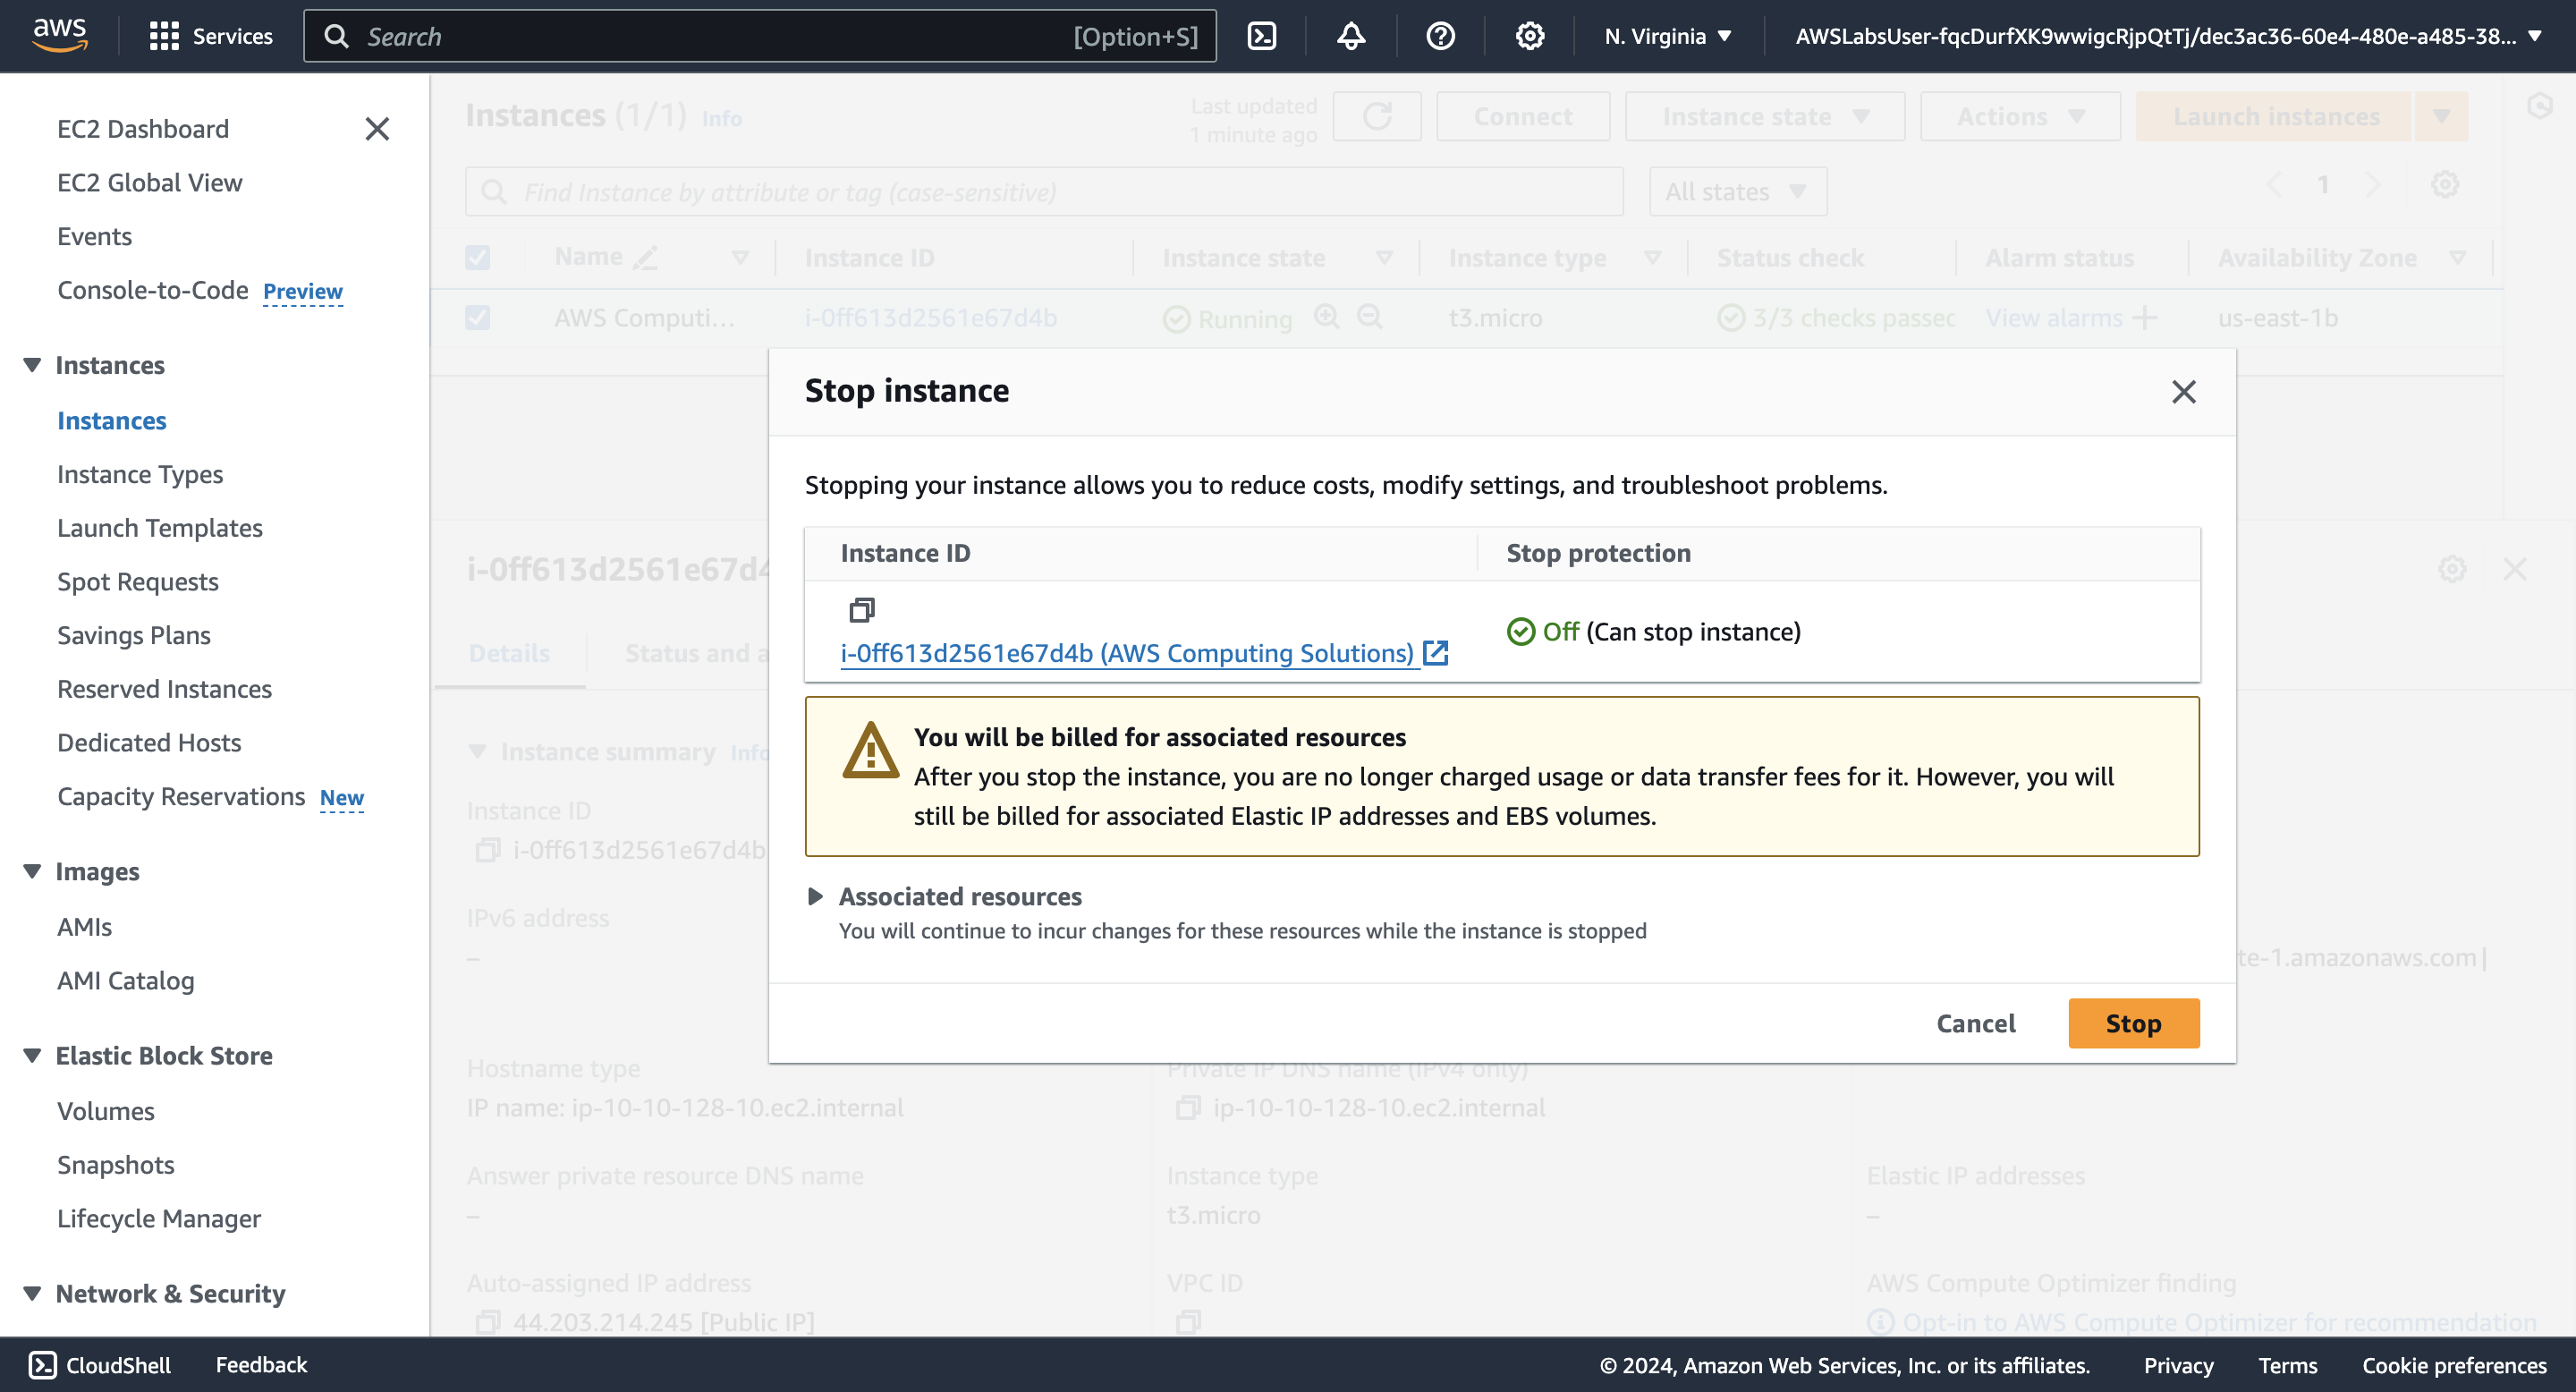 aws
Services
Search [Option+S]
N. Virginia
AWSLabsUser-fqcDurfXK9wwigcRjpQtTj/dec3ac36-60e4-480e-a485-38...
EC2 Dashboard
EC2 Global View
Events
Console-to-Code Preview
Instances
Instances
Instance Types
Launch Templates
Spot Requests
Savings Plans
Reserved Instances
Dedicated Hosts
Capacity Reservations New
Images
AMIs
AMI Catalog
Elastic Block Store
Volumes
Snapshots
Lifecycle Manager
Network & Security
Instances (1/1) Info
Last updated
1 minute ago
Connect
Instance state
Actions
Launch instances
Find Instance by attribute or tag (case-sensitive)
All states
1
Name Instance ID Instance state Instance type Status check Alarm status Availability Zone
AWS Computi... i-0ff613d2561e67d4b Running t3.micro 3/3 checks passec View alarms + us-east-1b
i-0ff613d2561e67d4
Details Status and a
Instance summary Info
Instance ID
i-0ff613d2561e67d4b
IPv6 address
–
te-1.amazonaws.com |
Stop instance
Stopping your instance allows you to reduce costs, modify settings, and troubleshoot problems.
Instance ID Stop protection
i-0ff613d2561e67d4b (AWS Computing Solutions)
Off (Can stop instance)
You will be billed for associated resources
After you stop the instance, you are no longer charged usage or data transfer fees for it. However, you will
still be billed for associated Elastic IP addresses and EBS volumes.
Associated resources
You will continue to incur changes for these resources while the instance is stopped
Cancel Stop
Hostname type
IP name: ip-10-10-128-10.ec2.internal
Private IP DNS name (IPv4 only)
ip-10-10-128-10.ec2.internal
Answer private resource DNS name
–
Instance type
t3.micro
Elastic IP addresses
–
Auto-assigned IP address
44.203.214.245 [Public IP]
VPC ID
AWS Compute Optimizer finding
Opt-in to AWS Compute Optimizer for recommendation
CloudShell Feedback
© 2024, Amazon Web Services, Inc. or its affiliates. Privacy Terms Cookie preferences